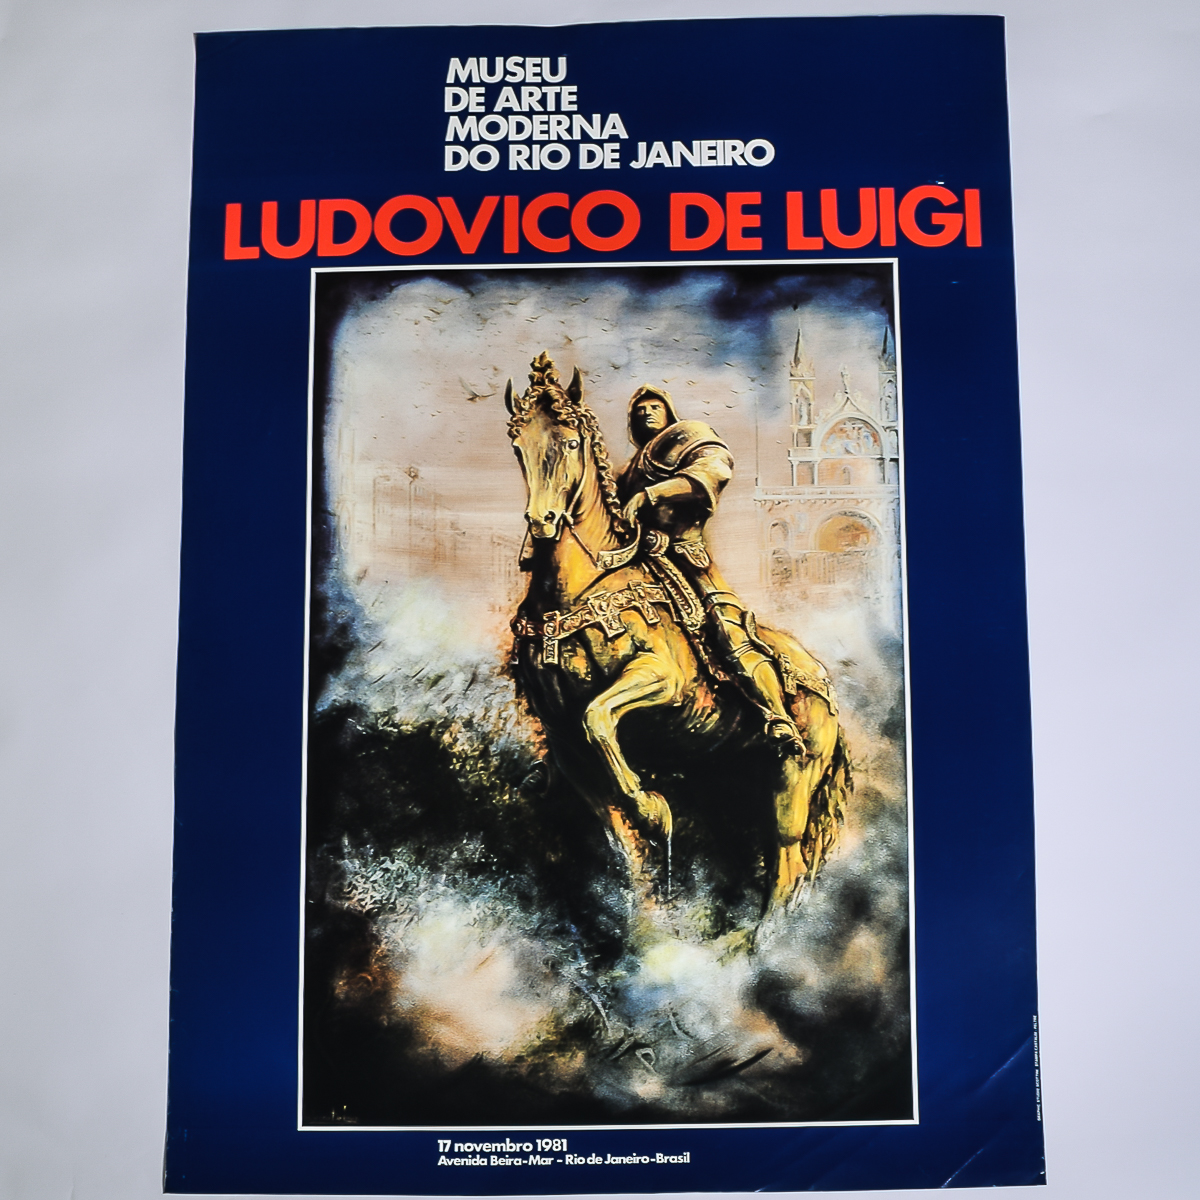 MUSEU
DE ARTE
MODERNA
DO RIO DE JANEIRO
LUDOVICO DE LUIGI
17 novembro 1981
Avenida Beira-Mar - Rio de Janeiro-Brasil